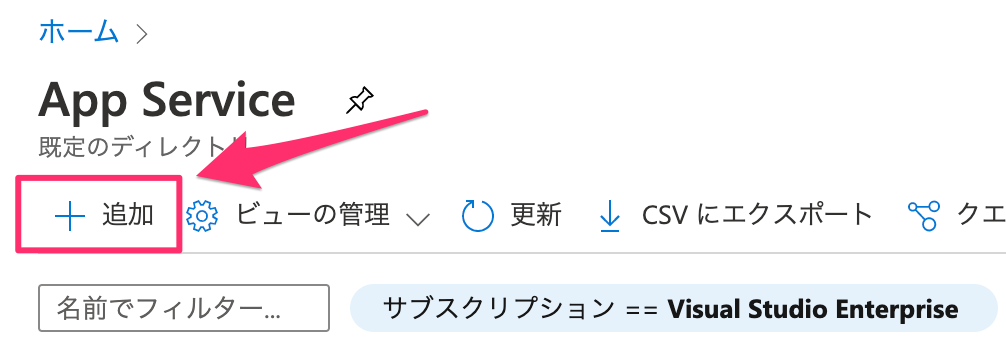 ホーム
App Service
既定のディレクトリ
追加 ビューの管理 更新 CSV にエクスポート クエ
名前でフィルター... サブスクリプション == Visual Studio Enterprise